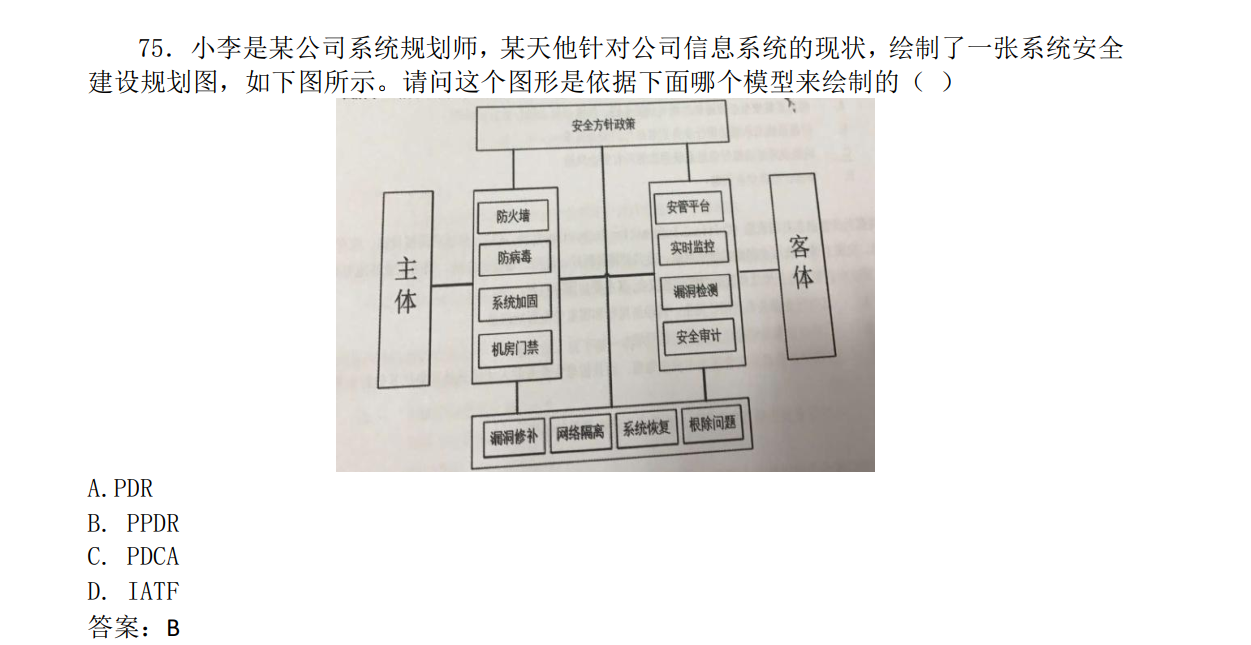 75. 小李是某公司系统规划师，某天他针对公司信息系统的现状，绘制了一张系统安全
建设规划图，如下图所示。请问这个图形是依据下面哪个模型来绘制的（ ）
安全方针政策
主体
防火墙
防病毒
系统加固
机房门禁
安管平台
实时监控
漏洞检测
安全审计
客体
漏洞修补 网络隔离 系统恢复 根除问题
A.PDR
B. PPDR
C. PDCA
D. IATF
答案：B